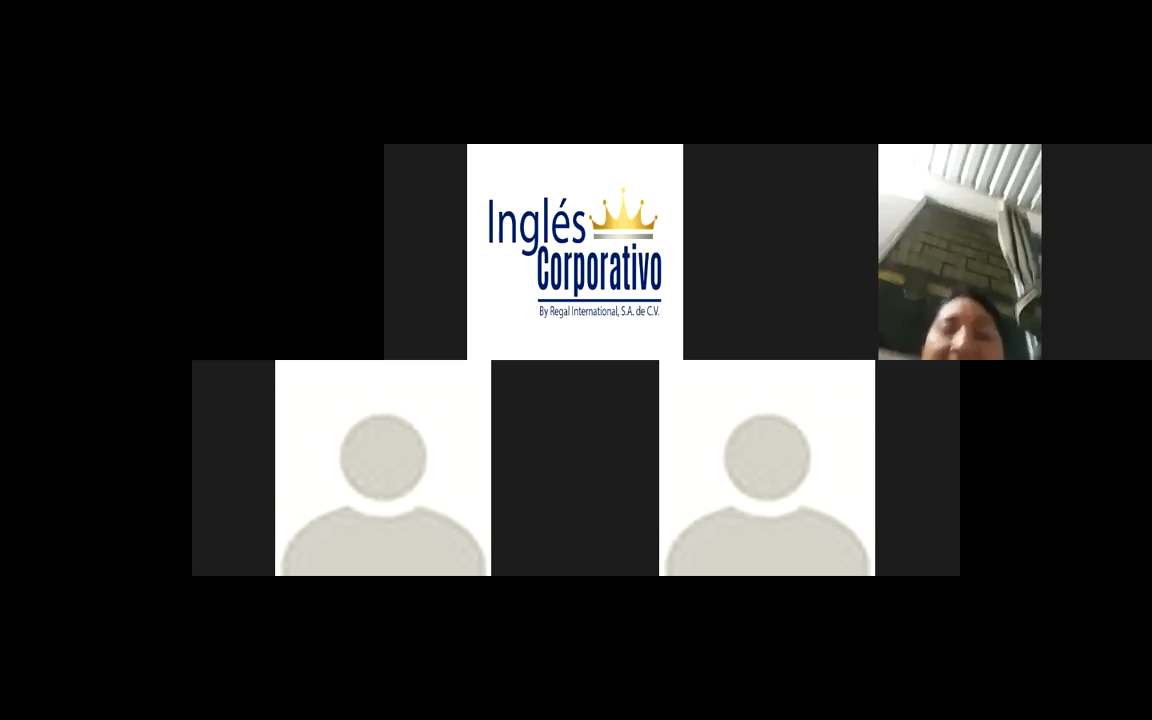 Inglés
Corporativo
By Regal International, S.A. de C.V.